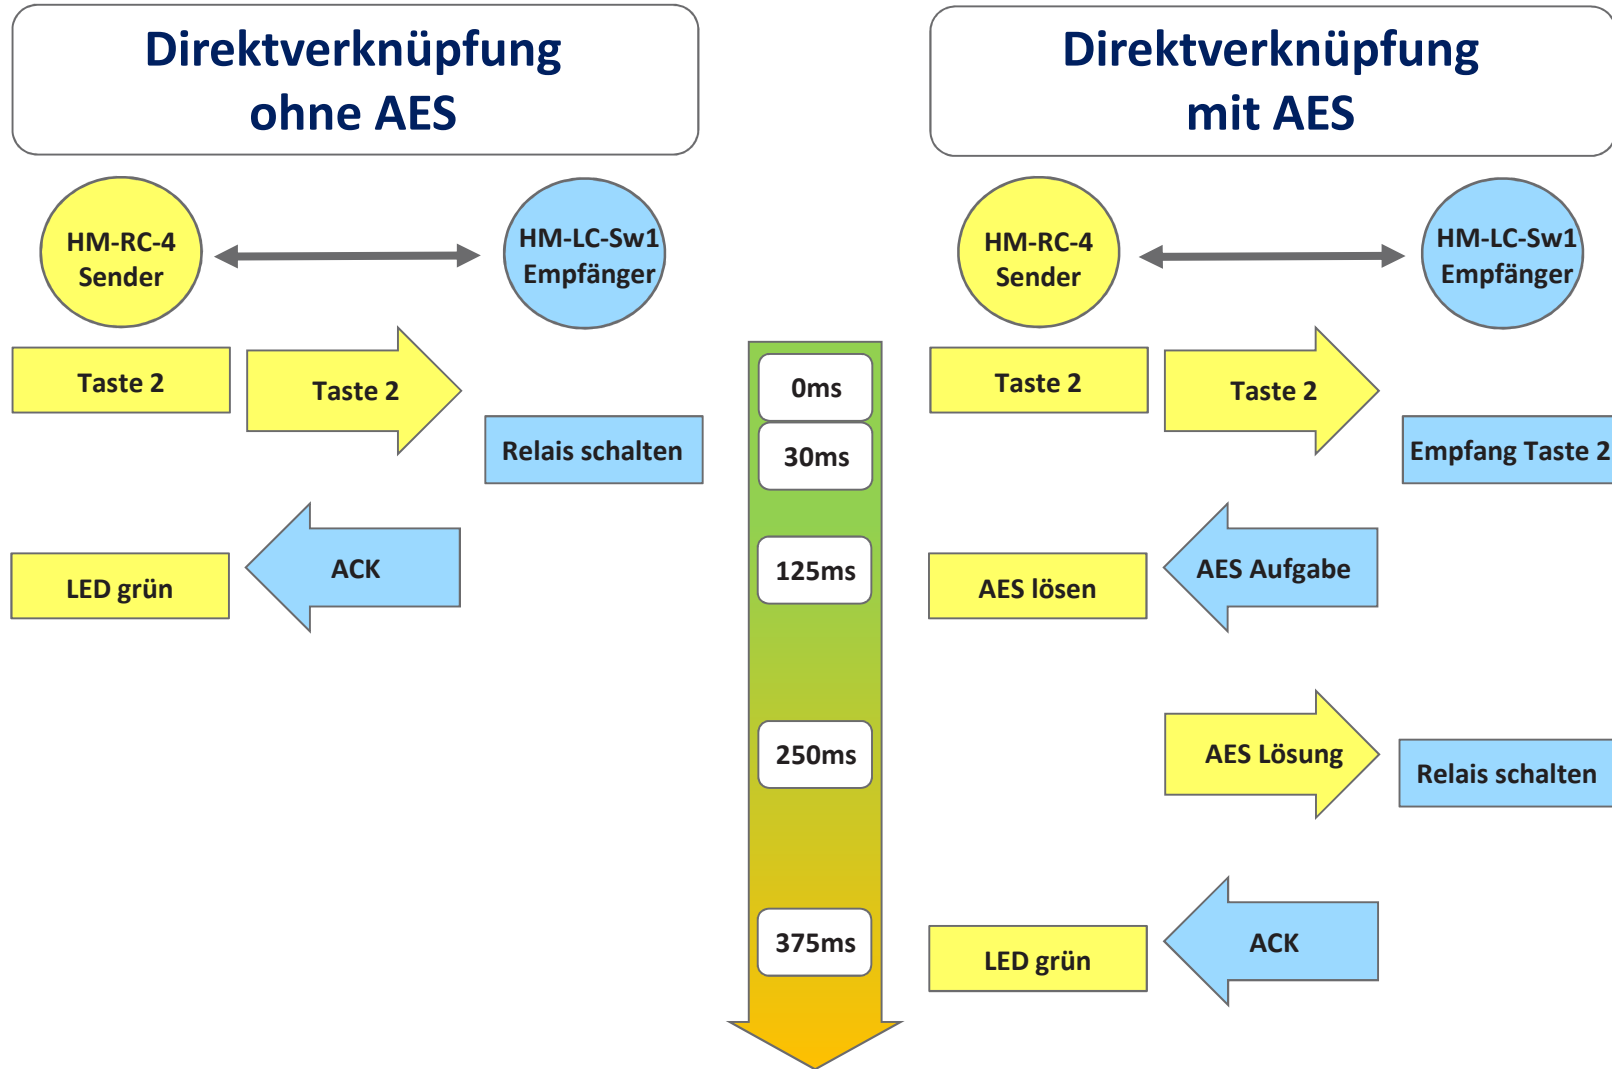 Direktverknüpfung
ohne AES
Direktverknüpfung
mit AES
HM-RC-4
Sender
HM-LC-Sw1
Empfänger
HM-RC-4
Sender
HM-LC-Sw1
Empfänger
Taste 2
Taste 2
0ms
Taste 2
Taste 2
Relais schalten
30ms
Empfang Taste 2
LED grün
ACK
125ms
AES lösen
AES Aufgabe
250ms
AES Lösung
Relais schalten
375ms
LED grün
ACK